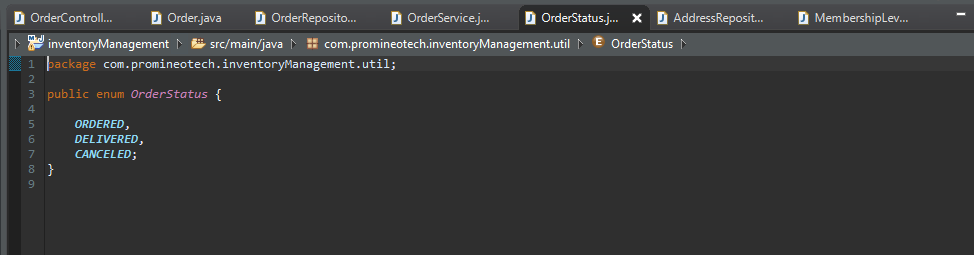 OrderControll... Order.java OrderReposito... OrderService.j... OrderStatus.j... AddressReposit... MembershipLev...
inventoryManagement src/main/java com.promineotech.inventoryManagement.util OrderStatus
1 package com.promineotech.inventoryManagement.util;
2
3 public enum OrderStatus {
4
5 ORDERED,
6 DELIVERED,
7 CANCELED;
8 }
9